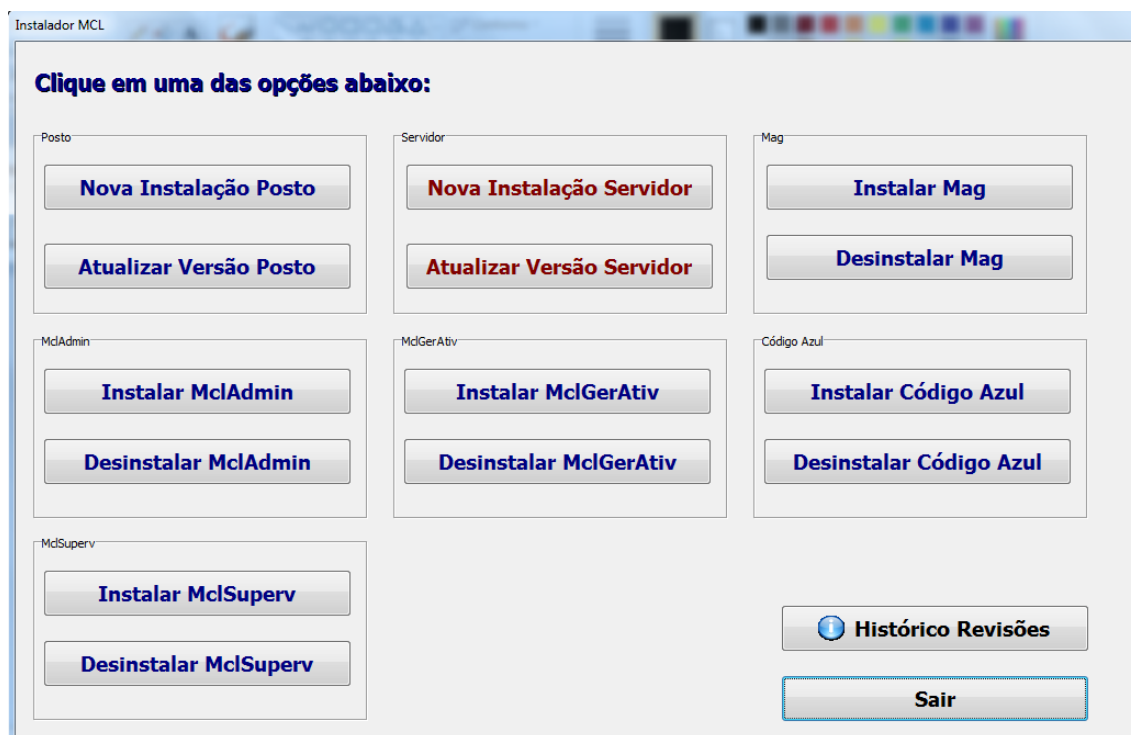 Instalador MCL
Clique em uma das opções abaixo:
Posto
Nova Instalação Posto
Atualizar Versão Posto
Servidor
Nova Instalação Servidor
Atualizar Versão Servidor
Mag
Instalar Mag
Desinstalar Mag
MclAdmin
Instalar MclAdmin
Desinstalar MclAdmin
MclGerAtiv
Instalar MclGerAtiv
Desinstalar MclGerAtiv
Código Azul
Instalar Código Azul
Desinstalar Código Azul
MclSuperv
Instalar MclSuperv
Desinstalar MclSuperv
Histórico Revisões
Sair